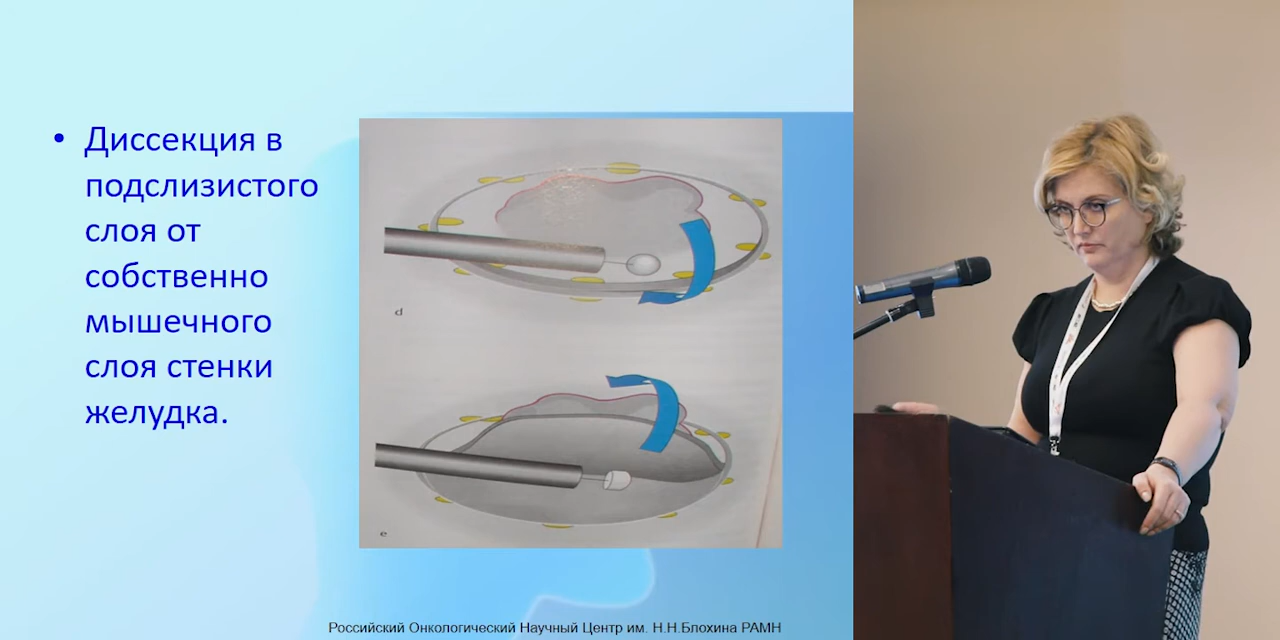 • Диссекция в
подслизистого
слоя от
собственно
мышечного
слоя стенки
желудка.
d
e
Российский Онкологический Научный Центр им. Н.Н.Блохина РАМН